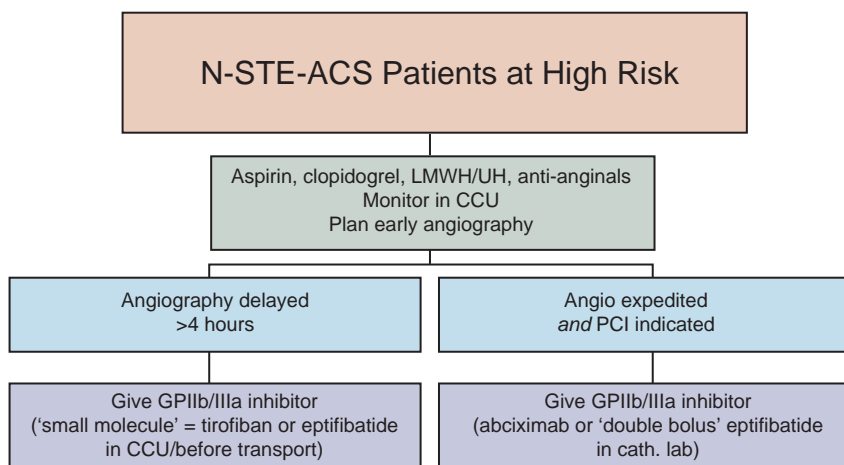 N-STE-ACS Patients at High Risk
Aspirin, clopidogrel, LMWH/UH, anti-anginals
Monitor in CCU
Plan early angiography
Angiography delayed
>4 hours
Angio expedited
and PCI indicated
Give GPIIb/IIIa inhibitor
(‘small molecule’ = tirofiban or eptifibatide
in CCU/before transport)
Give GPIIb/IIIa inhibitor
(abciximab or ‘double bolus’ eptifibatide
in cath. lab)